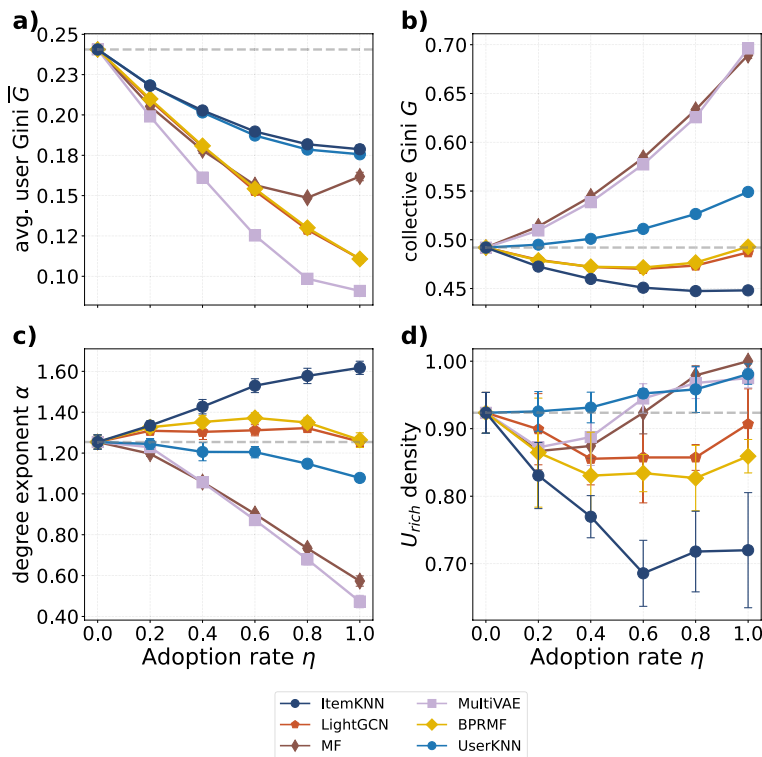 a)
b)
0.25
0.23
0.20
0.18
0.15
0.12
0.10
avg. user Gini G̅
0.70
0.65
0.60
0.55
0.50
0.45
collective Gini G
c)
d)
1.60
1.40
1.20
1.00
0.80
0.60
0.40
degree exponent α
1.00
0.90
0.80
0.70
U_rich density
0.0 0.2 0.4 0.6 0.8 1.0
0.0 0.2 0.4 0.6 0.8 1.0
Adoption rate η
Adoption rate η
ItemKNN MultiVAE
LightGCN BPRMF
MF UserKNN